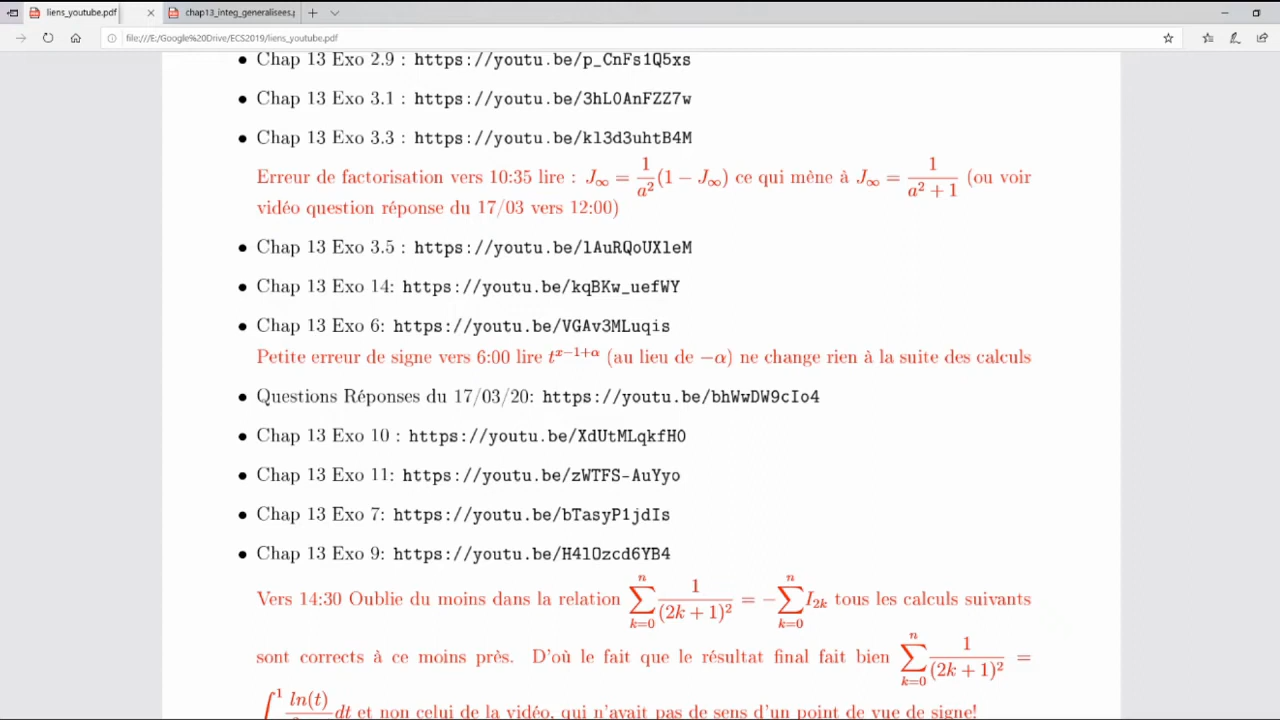 liens_youtube.pdf
chap13_integ_generalisees.p
file:///E:/Google%20Drive/ECS2019/liens_youtube.pdf
• Chap 13 Exo 2.9 : https://youtu.be/p_CnFs1Q5xs
• Chap 13 Exo 3.1 : https://youtu.be/3hL0AnFZZ7w
• Chap 13 Exo 3.3 : https://youtu.be/kl3d3uhtB4M
Erreur de factorisation vers 10:35 lire : J∞ = 1/a² (1 − J∞) ce qui mène à J∞ = 1/(a² + 1) (ou voir
vidéo question réponse du 17/03 vers 12:00)
• Chap 13 Exo 3.5 : https://youtu.be/lAuRQoUXleM
• Chap 13 Exo 14: https://youtu.be/kqBKw_uefWY
• Chap 13 Exo 6: https://youtu.be/VGAv3MLuqis
Petite erreur de signe vers 6:00 lire t^{x−1+α} (au lieu de −α) ne change rien à la suite des calculs
• Questions Réponses du 17/03/20: https://youtu.be/bhWwDW9cIo4
• Chap 13 Exo 10 : https://youtu.be/XdUtMLqkfH0
• Chap 13 Exo 11: https://youtu.be/zWTFS-AuYyo
• Chap 13 Exo 7: https://youtu.be/bTasyP1jdIs
• Chap 13 Exo 9: https://youtu.be/H4lOzcd6YB4
Vers 14:30 Oublie du moins dans la relation ∑_{k=0}^{n} 1/(2k + 1)² = −∑_{k=0}^{n} I_{2k} tous les calculs suivants
sont corrects à ce moins près. D'où le fait que le résultat final fait bien ∑_{k=0}^{n} 1/(2k + 1)² =
∫^1 ln(t) dt et non celui de la vidéo, qui n'avait pas de sens d'un point de vue de signe!